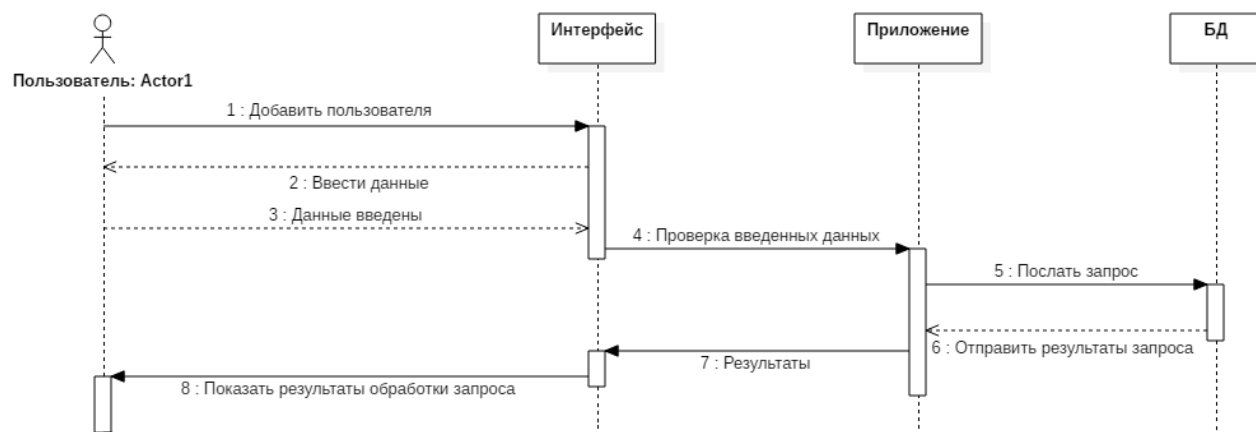 Интерфейс
Приложение
БД
Пользователь: Actor1
1 : Добавить пользователя
2 : Ввести данные
3 : Данные введены
4 : Проверка введенных данных
5 : Послать запрос
6 : Отправить результаты запроса
7 : Результаты
8 : Показать результаты обработки запроса